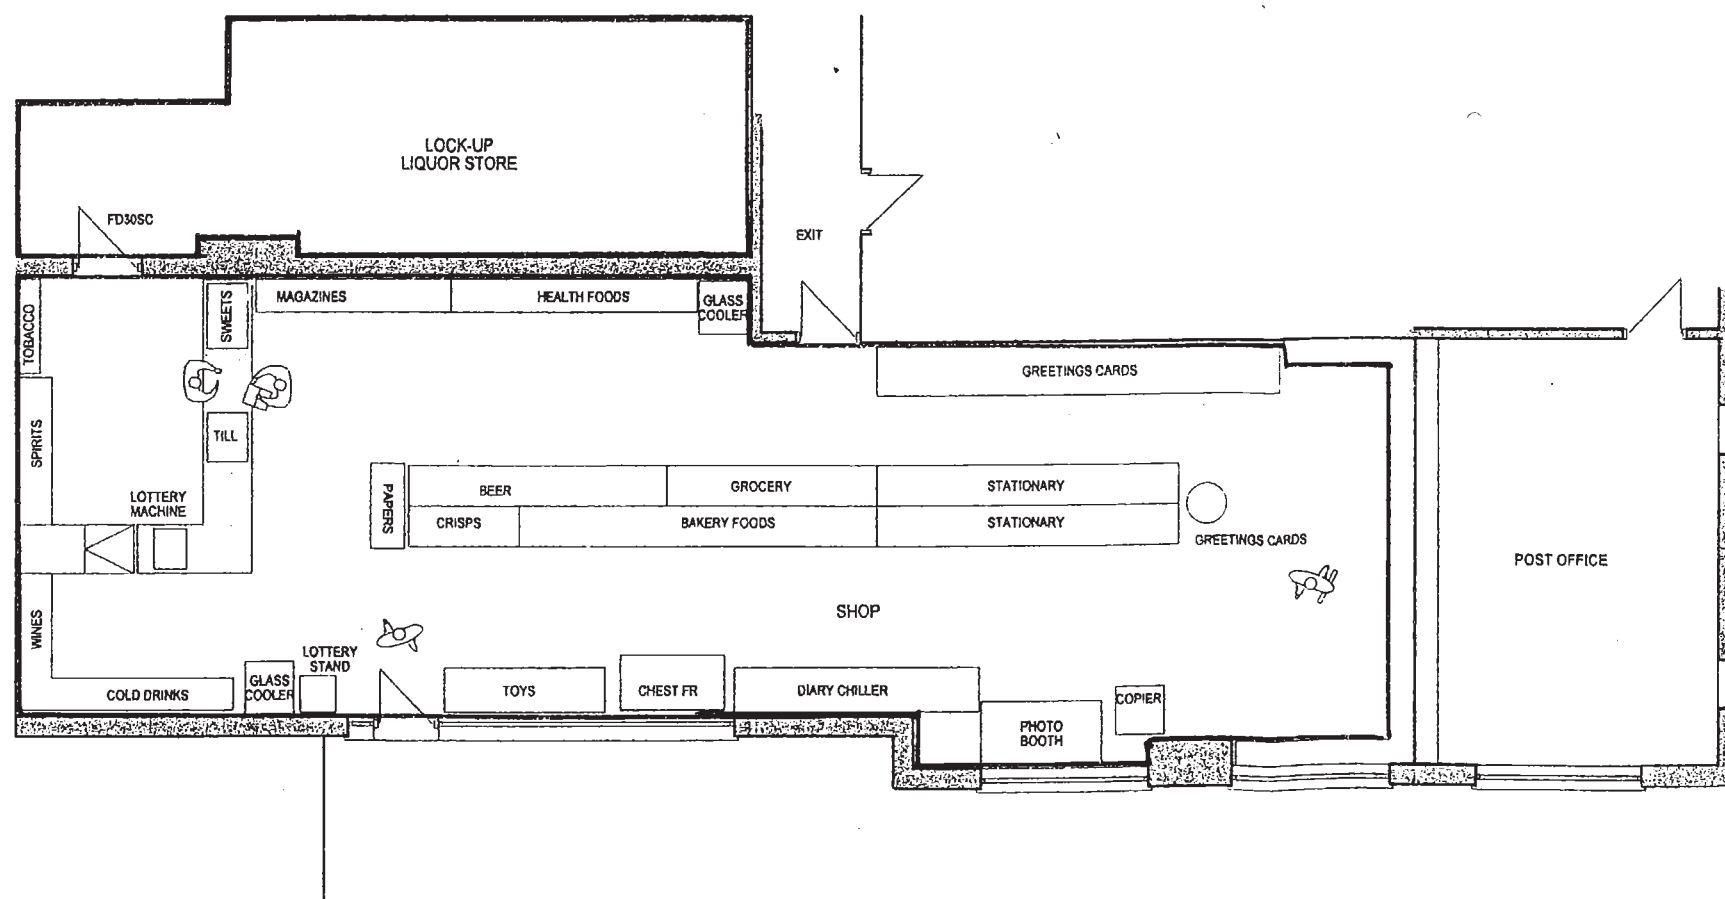 LOCK-UP
LIQUOR STORE
FD30SC
EXIT
TOBACCO
SWEETS
MAGAZINES
HEALTH FOODS
GLASS
COOLER
GREETINGS CARDS
SPIRITS
TILL
LOTTERY
MACHINE
PAPERS
BEER
GROCERY
STATIONARY
CRISPS
BAKERY FOODS
STATIONARY
GREETINGS CARDS
POST OFFICE
SHOP
WINES
COLD DRINKS
GLASS
COOLER
LOTTERY
STAND
TOYS
CHEST FR
DIARY CHILLER
PHOTO
BOOTH
COPIER